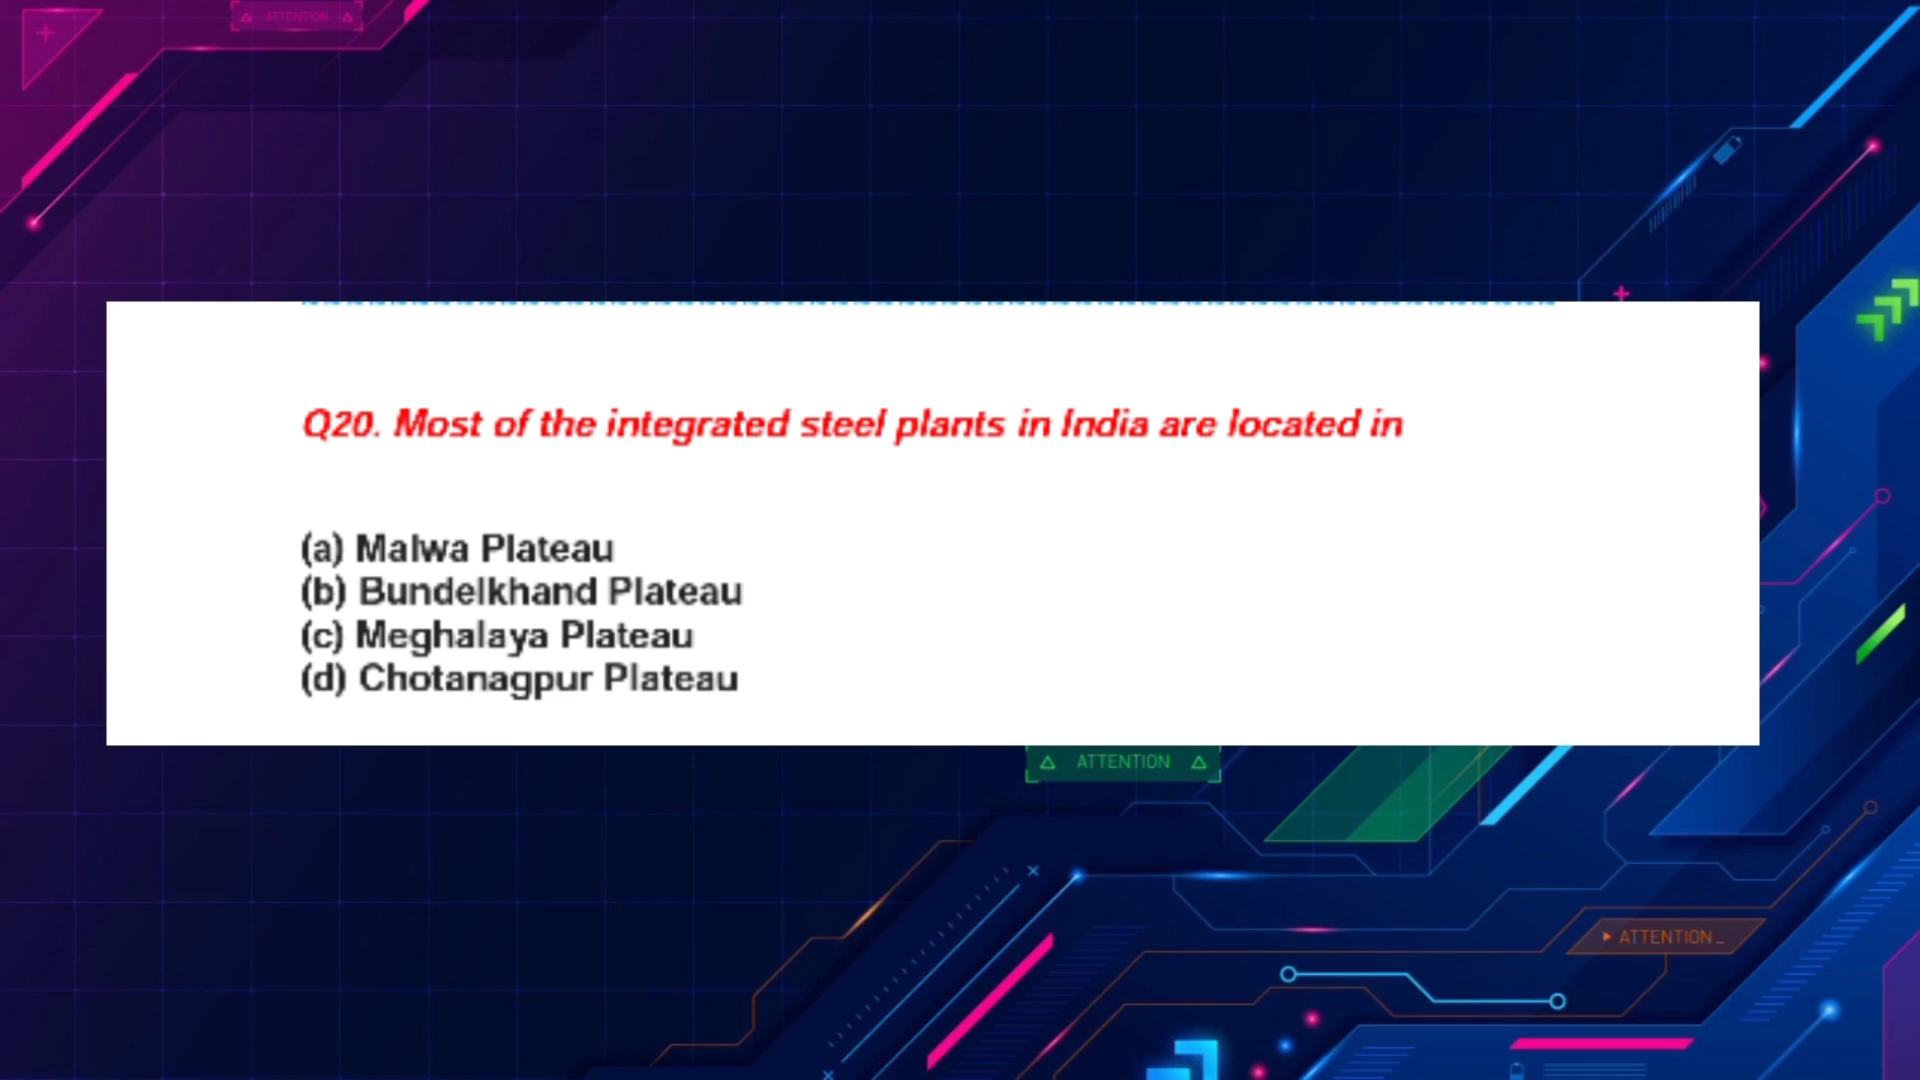 ATTENTION
Q20. Most of the integrated steel plants in India are located in
(a) Malwa Plateau
(b) Bundelkhand Plateau
(c) Meghalaya Plateau
(d) Chotanagpur Plateau
ATTENTION
ATTENTION_